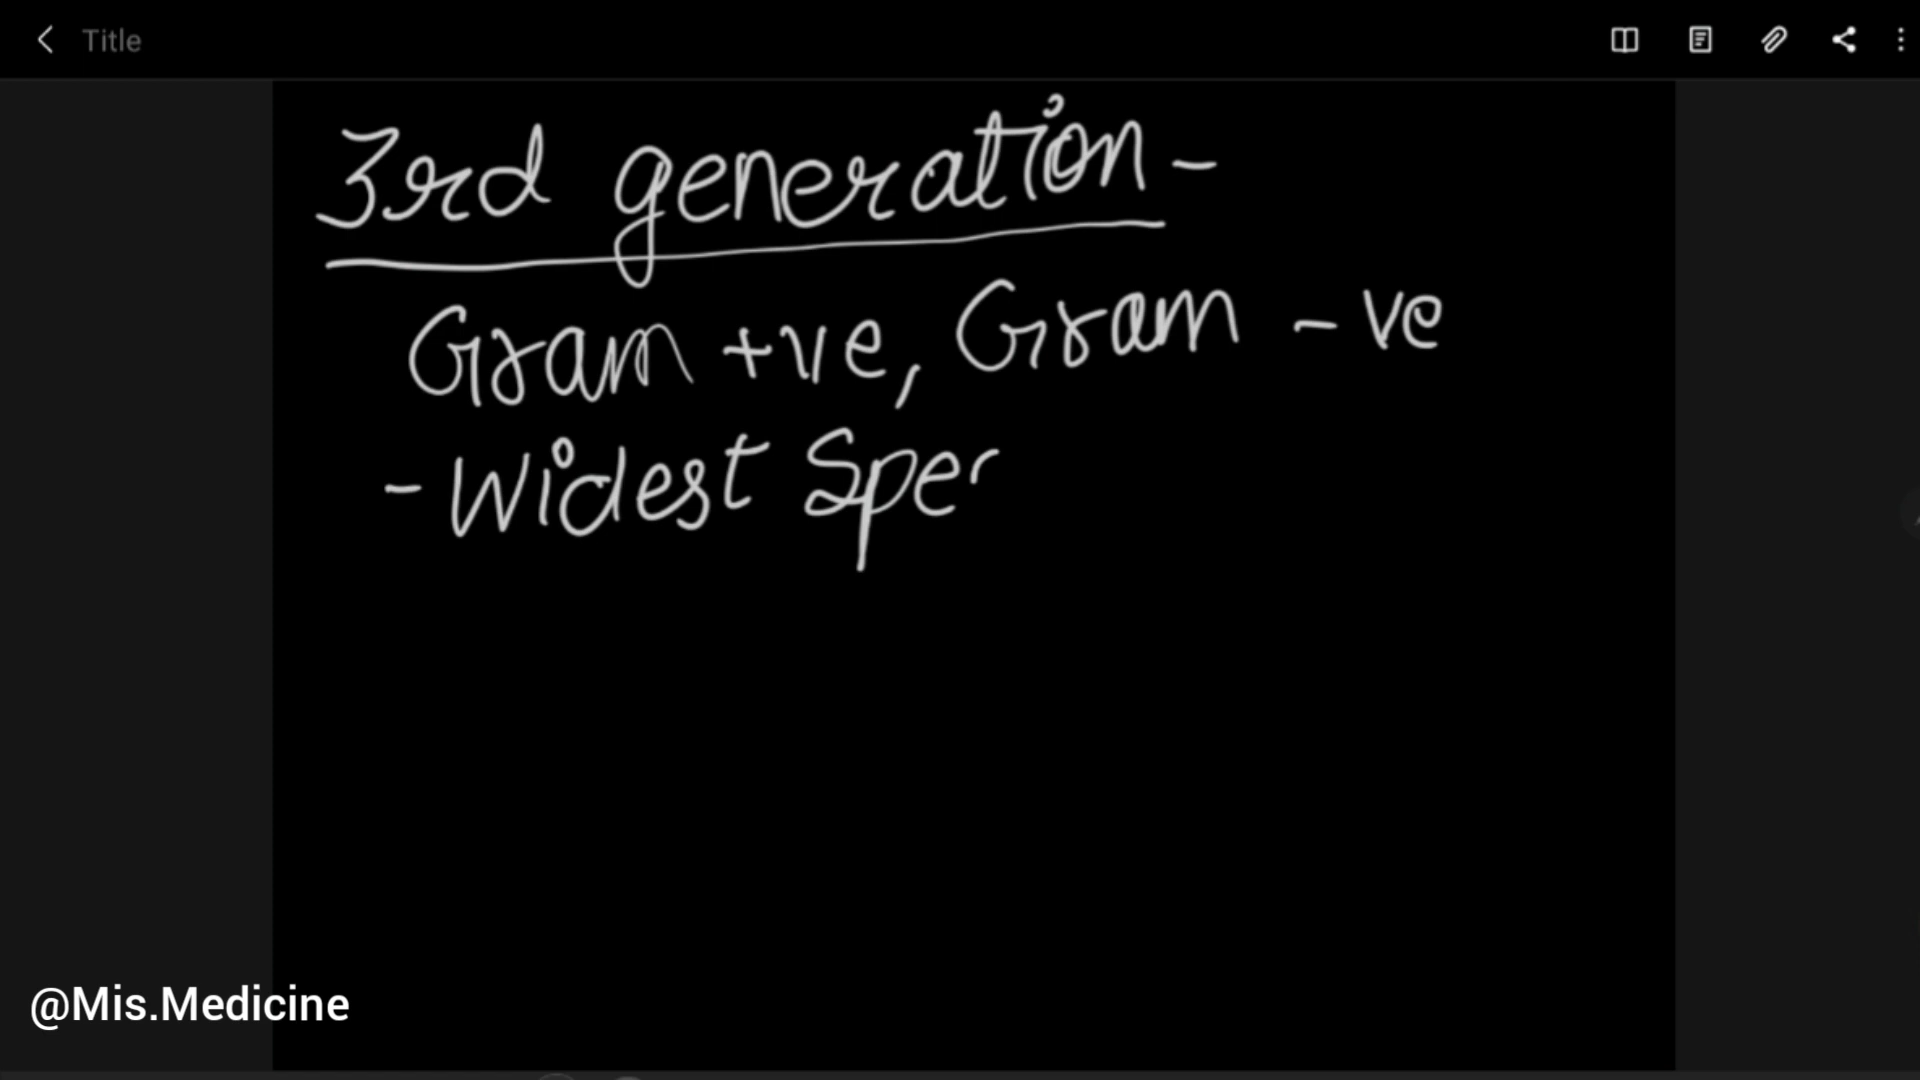 Title
3rd generation -
Gram +ve, Gram -ve
- Widest Sper
@Mis.Medicine